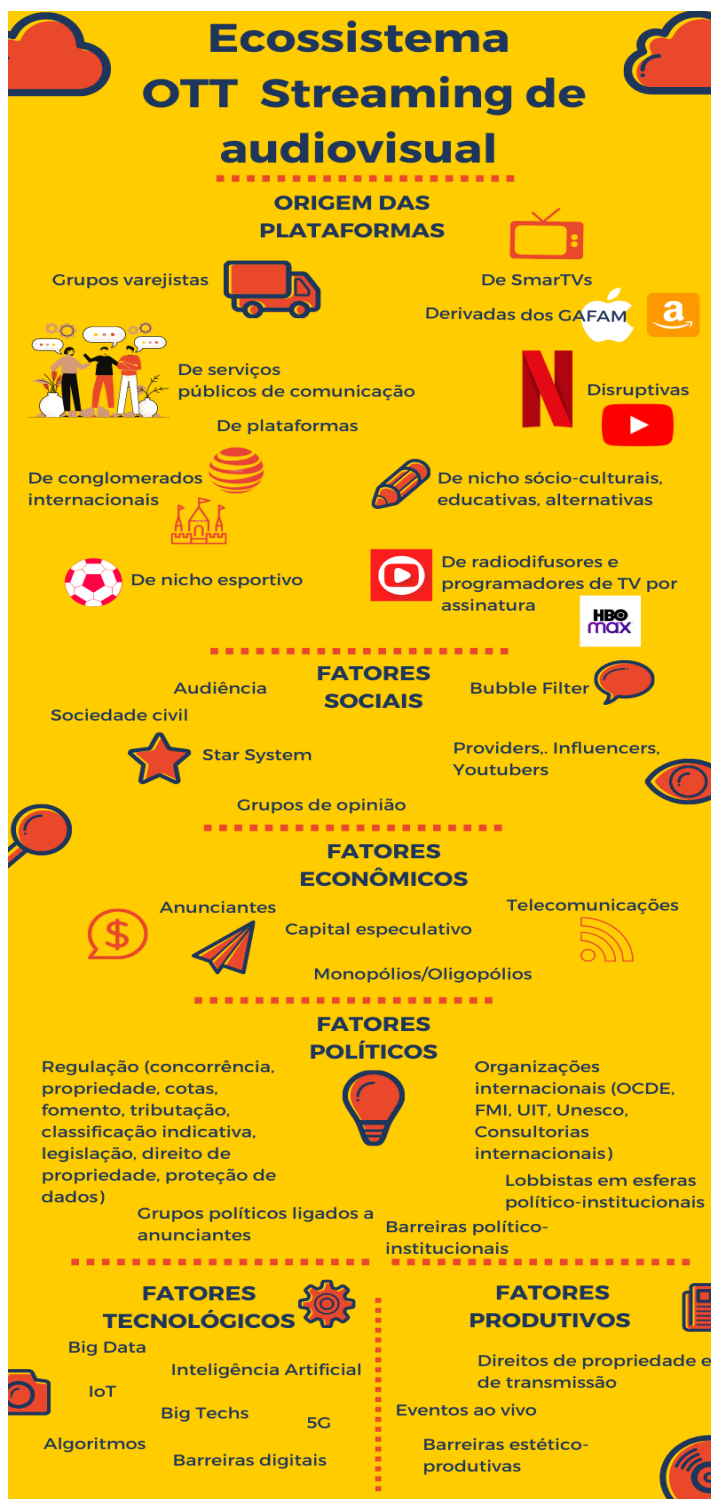 Ecossistema
OTT Streaming de
audiovisual
ORIGEM DAS
PLATAFORMAS
Grupos varejistas
De SmarTVs
Derivadas dos GAFAM
a
De serviços
públicos de comunicação
N
Disruptivas
De plataformas
De conglomerados
internacionais
De nicho sócio-culturais,
educativas, alternativas
De nicho esportivo
De radiodifusores e
programadores de TV por
assinatura
HBO
max
FATORES
SOCIAIS
Audiência
Bubble Filter
Sociedade civil
Star System
Providers,. Influencers,
Youtubers
Grupos de opinião
FATORES
ECONÔMICOS
Anunciantes
Telecomunicações
$
Capital especulativo
Monopólios/Oligopólios
FATORES
POLÍTICOS
Regulação (concorrência,
propriedade, cotas,
fomento, tributação,
classificação indicativa,
legislação, direito de
propriedade, proteção de
dados)
Organizações
internacionais (OCDE,
FMI, UIT, Unesco,
Consultorias
internacionais)
Lobbistas em esferas
político-institucionais
Grupos políticos ligados a
anunciantes
Barreiras político-
institucionais
FATORES
TECNOLÓGICOS
Big Data
Inteligência Artificial
IoT
Big Techs
5G
Algoritmos
Barreiras digitais
FATORES
PRODUTIVOS
Direitos de propriedade e
de transmissão
Eventos ao vivo
Barreiras estético-
produtivas